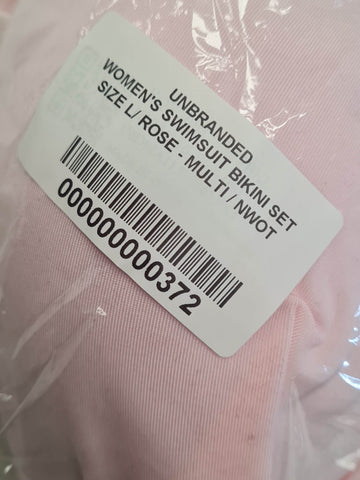 UNBRANDED
WOMEN'S SWIMSUIT BIKINI SET
SIZE L/ ROSE - MULTI / NWOT
000000000372